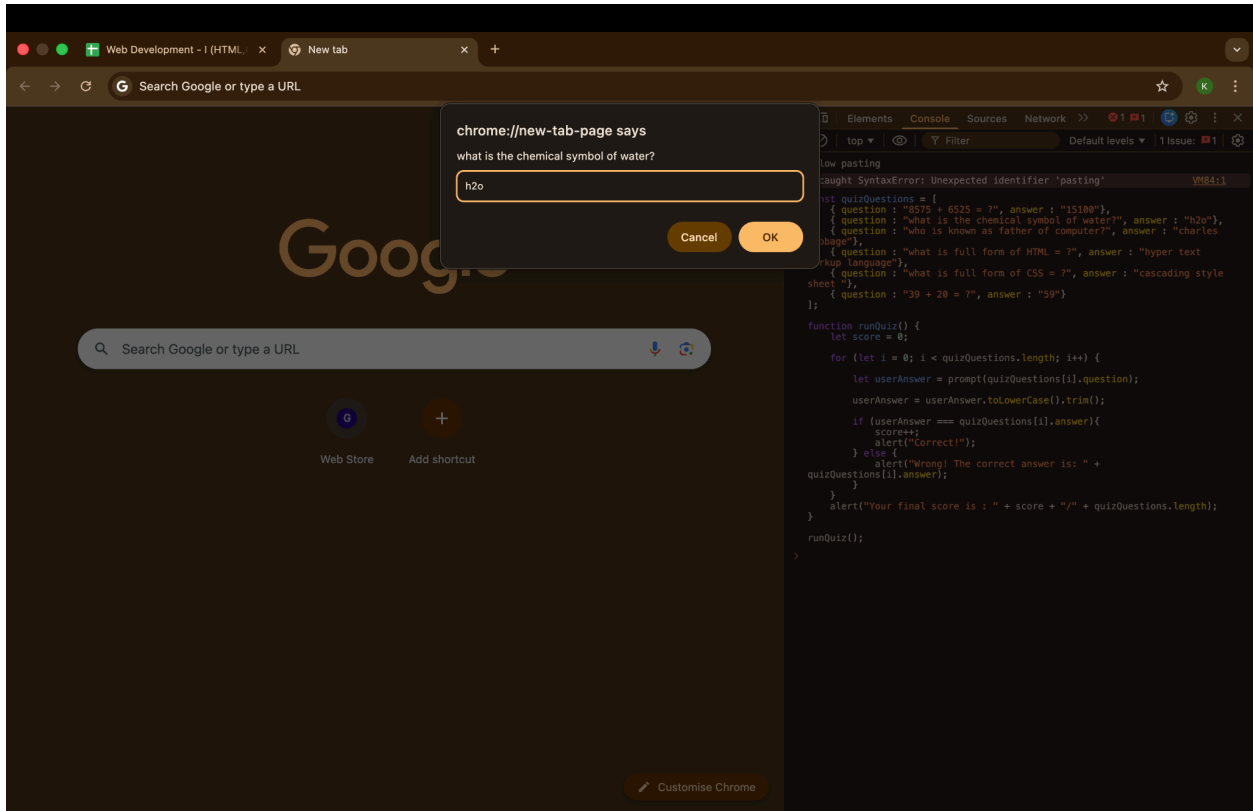 Web Development - I (HTML,
New tab
Search Google or type a URL
K
chrome://new-tab-page says
what is the chemical symbol of water?
h2o
Cancel
OK
Google
Search Google or type a URL
G
Web Store
Add shortcut
Customise Chrome
Elements Console Sources Network 1 1
top Filter Default levels 1 Issue: 1
low pasting
caught SyntaxError: Unexpected identifier 'pasting' VM84:1
nst quizQuestions = [
{ question : "8575 + 6525 = ?", answer : "15100"},
{ question : "what is the chemical symbol of water?", answer : "h2o"},
{ question : "who is known as father of computer?", answer : "charles
bbage"},
{ question : "what is full form of HTML = ?", answer : "hyper text
rkup language"},
{ question : "what is full form of CSS = ?", answer : "cascading style
sheet "},
{ question : "39 + 20 = ?", answer : "59"}
];
function runQuiz() {
let score = 0;
for (let i = 0; i < quizQuestions.length; i++) {
let userAnswer = prompt(quizQuestions[i].question);
userAnswer = userAnswer.toLowerCase().trim();
if (userAnswer === quizQuestions[i].answer){
score++;
alert("Correct!");
} else {
alert("Wrong! The correct answer is: " +
quizQuestions[i].answer);
}
}
alert("Your final score is : " + score + "/" + quizQuestions.length);
}
runQuiz();